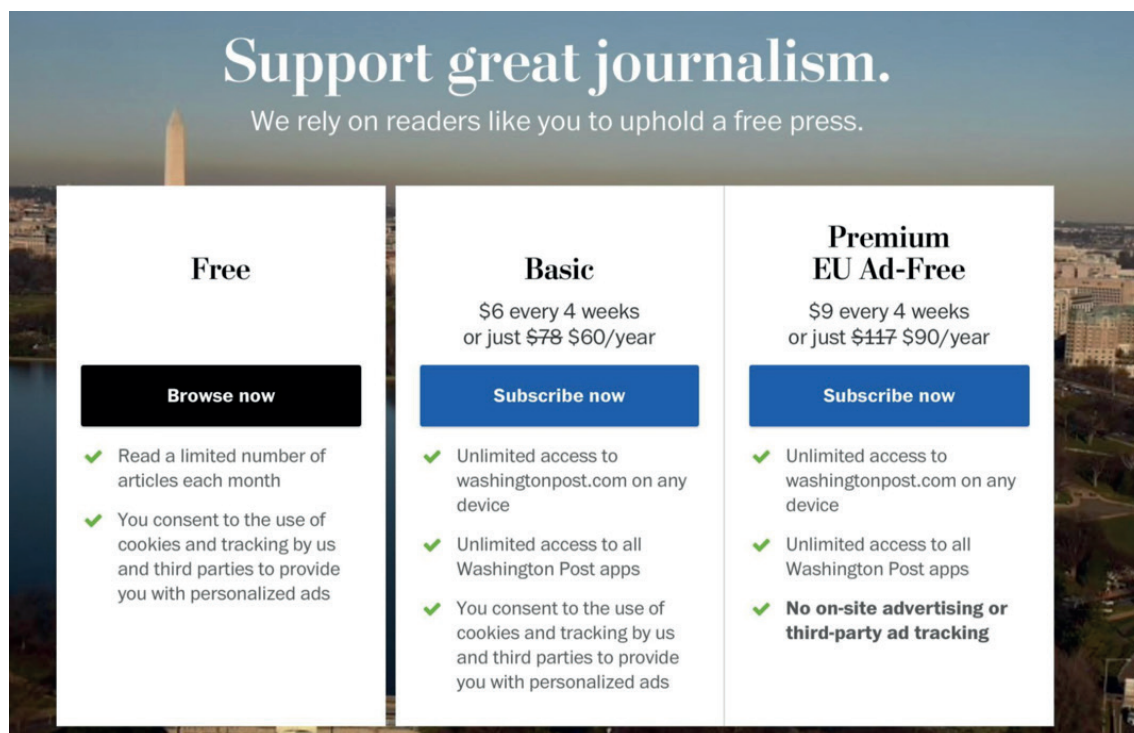 Support great journalism.
We rely on readers like you to uphold a free press.
Free
Browse now
Read a limited number of
articles each month
You consent to the use of
cookies and tracking by us
and third parties to provide
you with personalized ads
Basic
$6 every 4 weeks
or just $78 $60/year
Subscribe now
Unlimited access to
washingtonpost.com on any
device
Unlimited access to all
Washington Post apps
You consent to the use of
cookies and tracking by us
and third parties to provide
you with personalized ads
Premium
EU Ad-Free
$9 every 4 weeks
or just $117 $90/year
Subscribe now
Unlimited access to
washingtonpost.com on any
device
Unlimited access to all
Washington Post apps
No on-site advertising or
third-party ad tracking